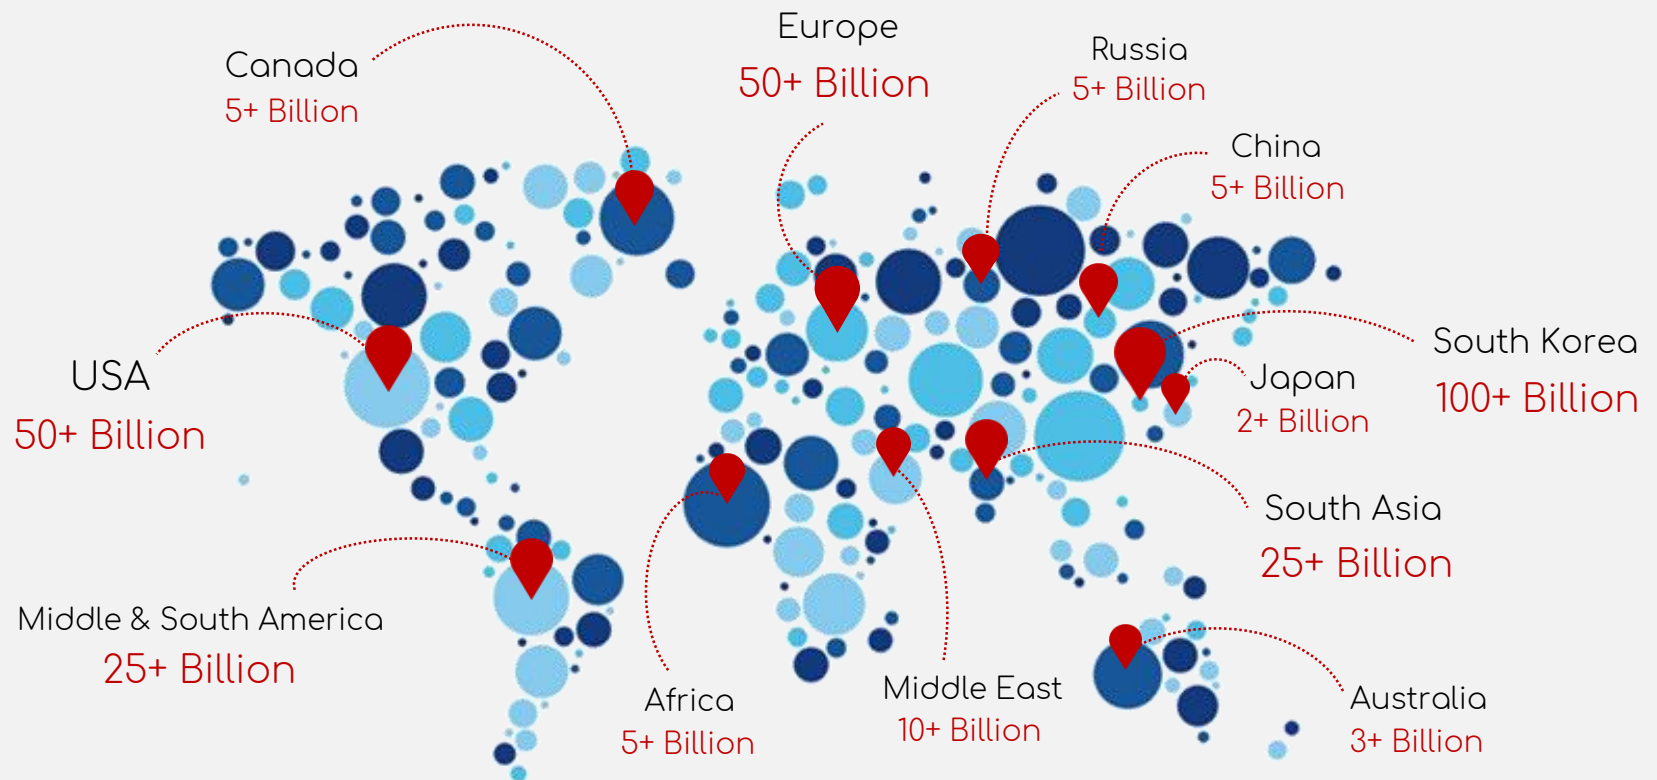 Canada
5+ Billion
Europe
50+ Billion
Russia
5+ Billion
China
5+ Billion
USA
50+ Billion
South Korea
100+ Billion
Japan
2+ Billion
South Asia
25+ Billion
Middle & South America
25+ Billion
Africa
5+ Billion
Middle East
10+ Billion
Australia
3+ Billion